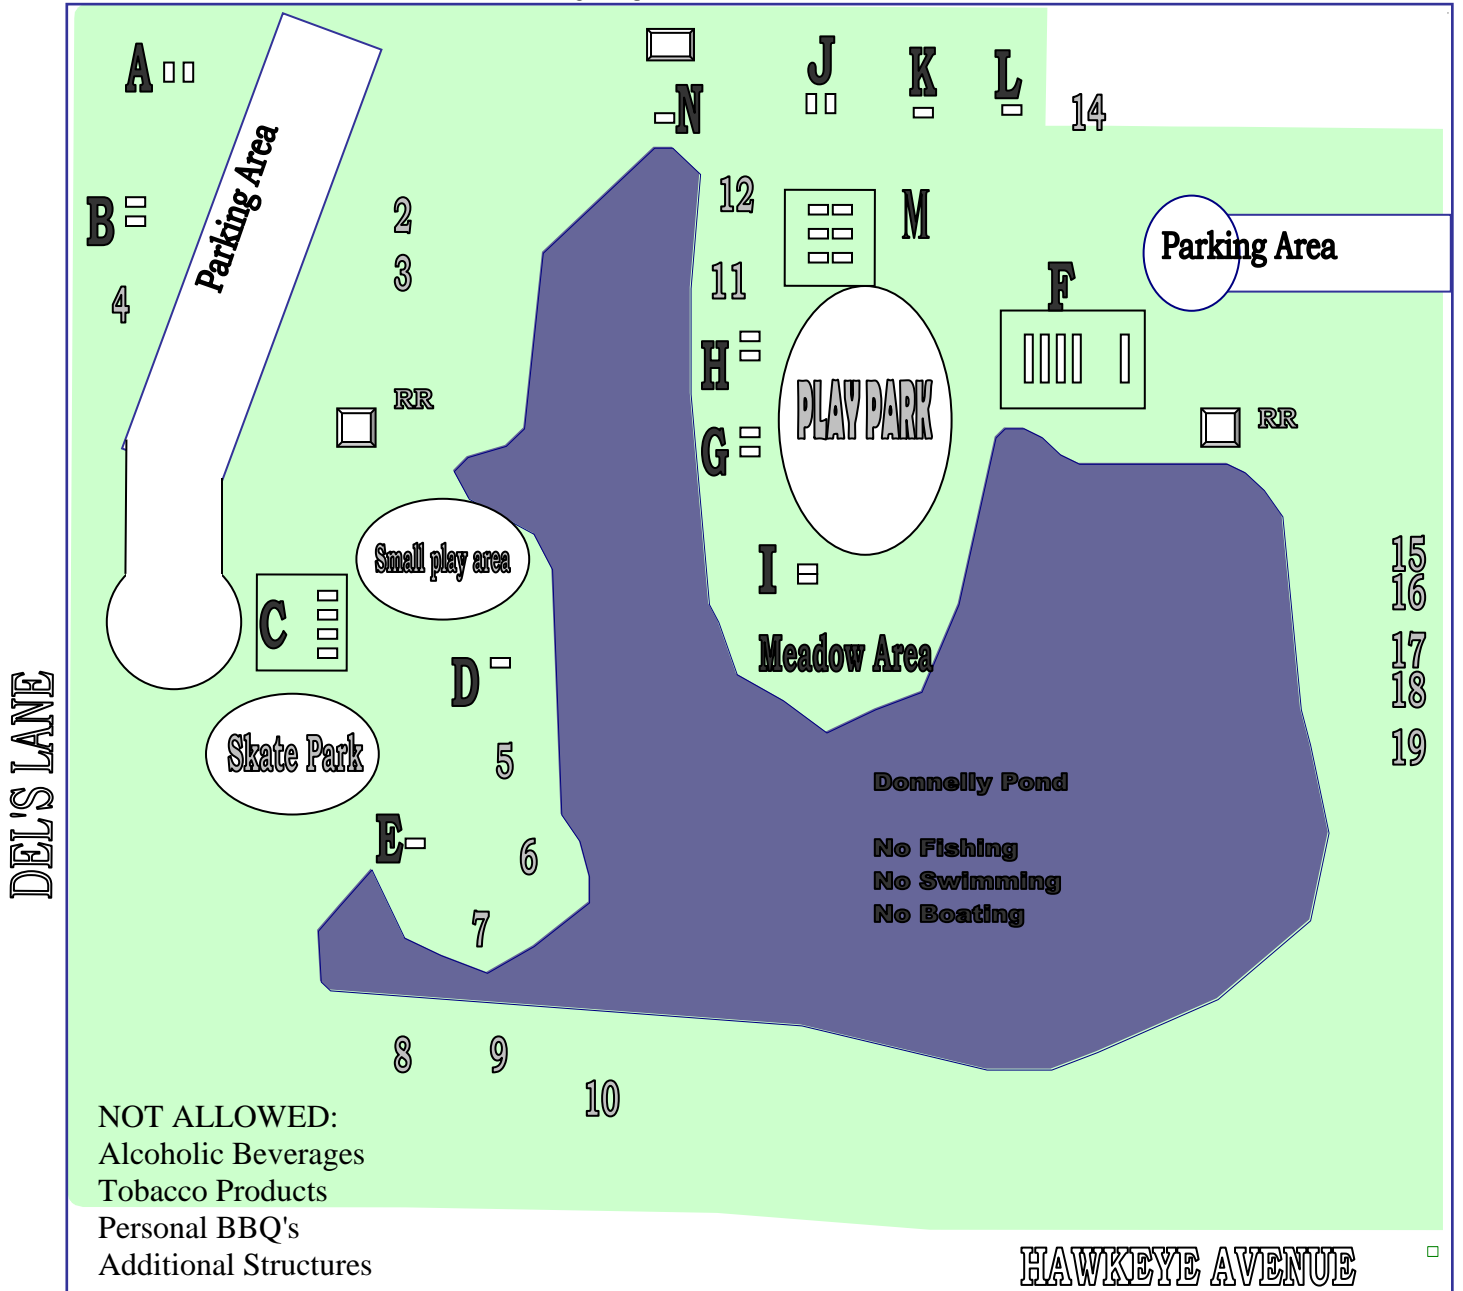 A
J
K
L
N
14
Parking Area
12
B
2
M
Parking Area
3
11
F
4
H
RR
PLAY PARK
RR
G
Small play area
I
15
16
C
Meadow Area
17
D
18
DEL'S LANE
Skate Park
5
19
Donnelly Pond
E
6
No Fishing
No Swimming
7
No Boating
8
9
10
NOT ALLOWED:
Alcoholic Beverages
Tobacco Products
Personal BBQ's
Additional Structures
HAWKEYE AVENUE